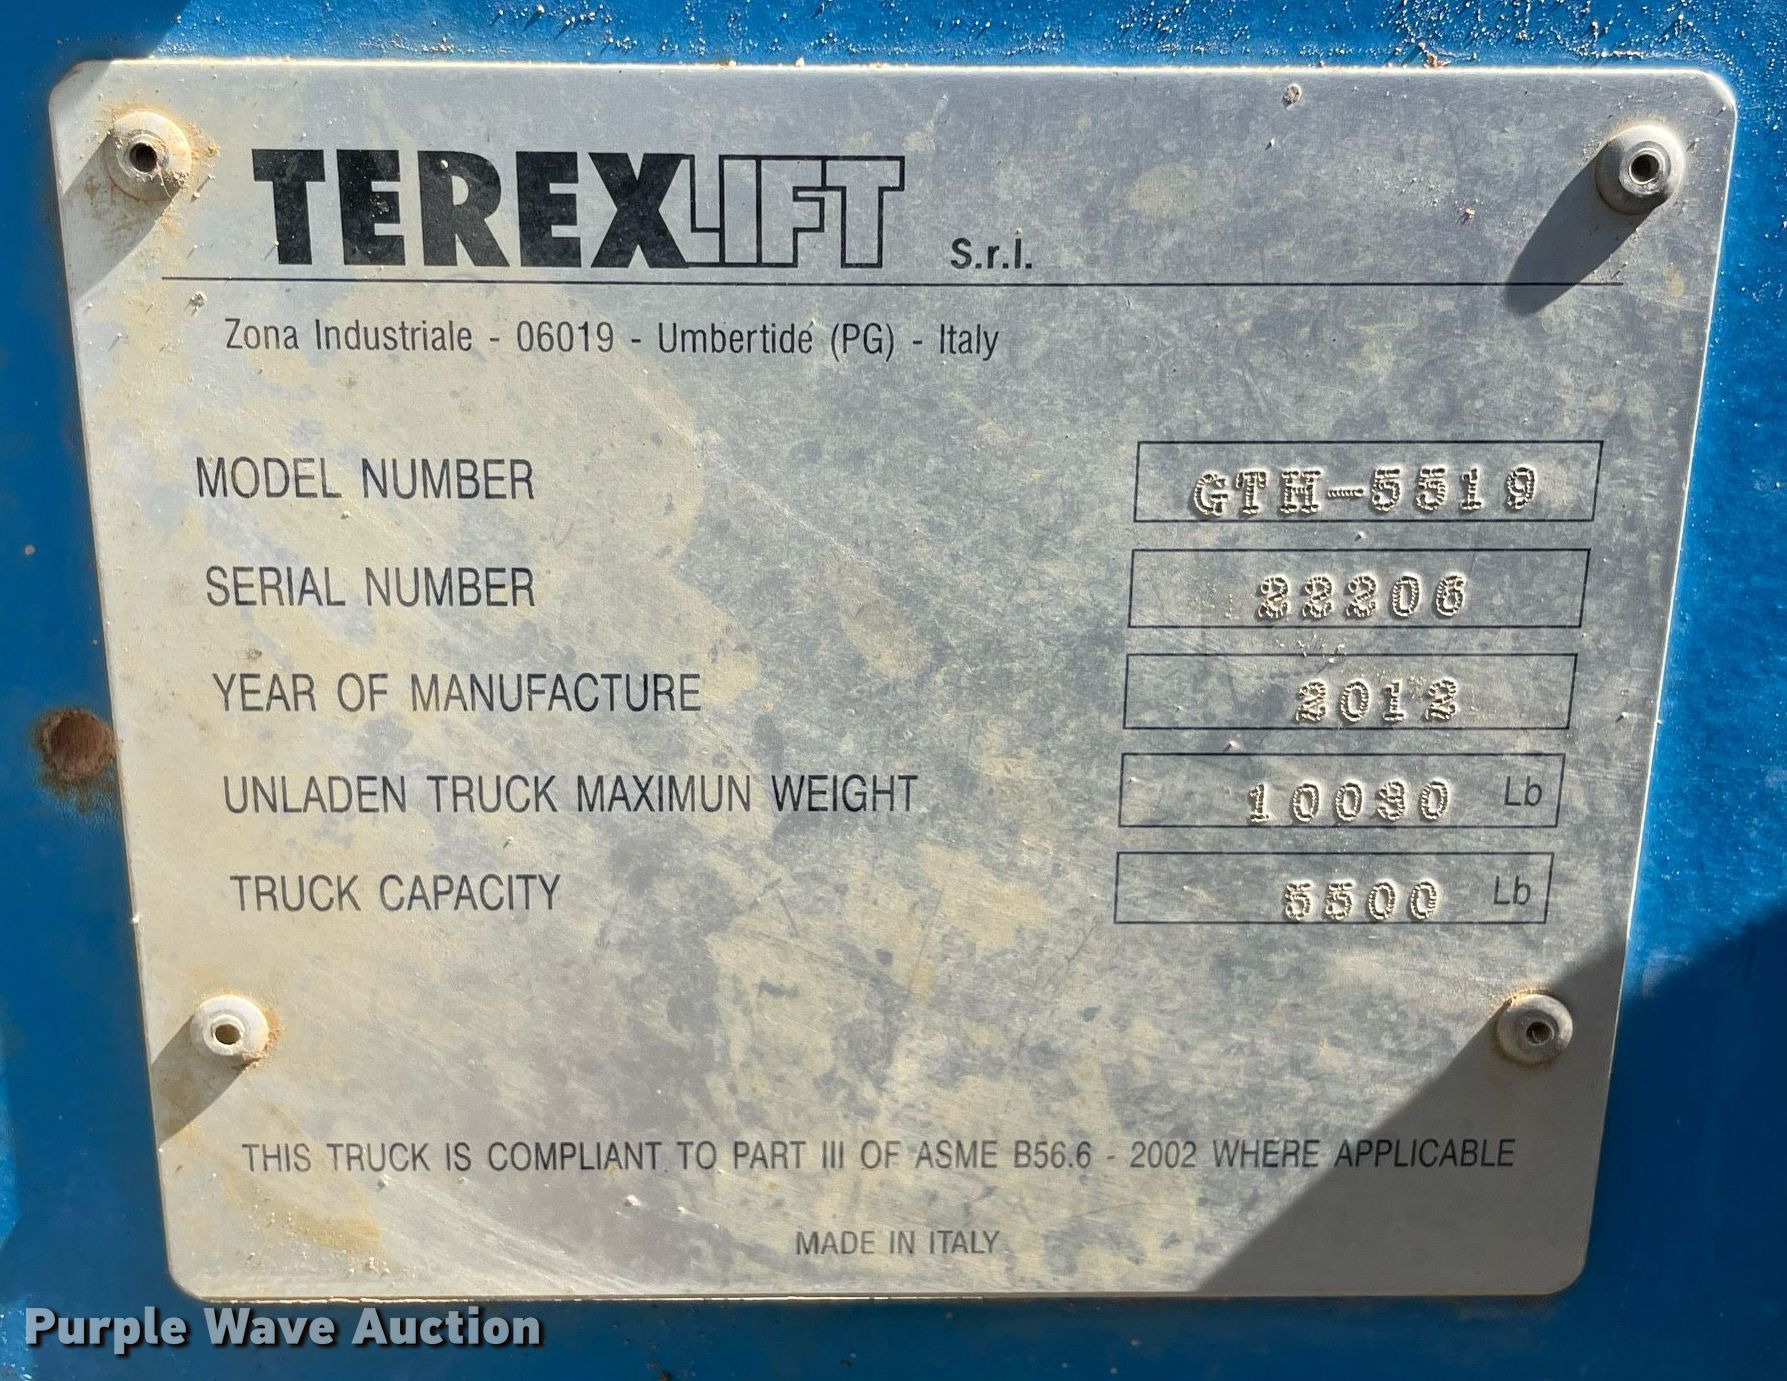 TEREXLIFT S.r.l.
Zona Industriale - 06019 - Umbertide (PG) - Italy
MODEL NUMBER GTH-5519
SERIAL NUMBER 22206
YEAR OF MANUFACTURE 2012
UNLADEN TRUCK MAXIMUN WEIGHT Lb
TRUCK CAPACITY 5500 Lb
THIS TRUCK IS COMPLIANT TO PART III OF ASME B56.6 - 2002 WHERE APPLICABLE
MADE IN ITALY
Purple Wave Auction